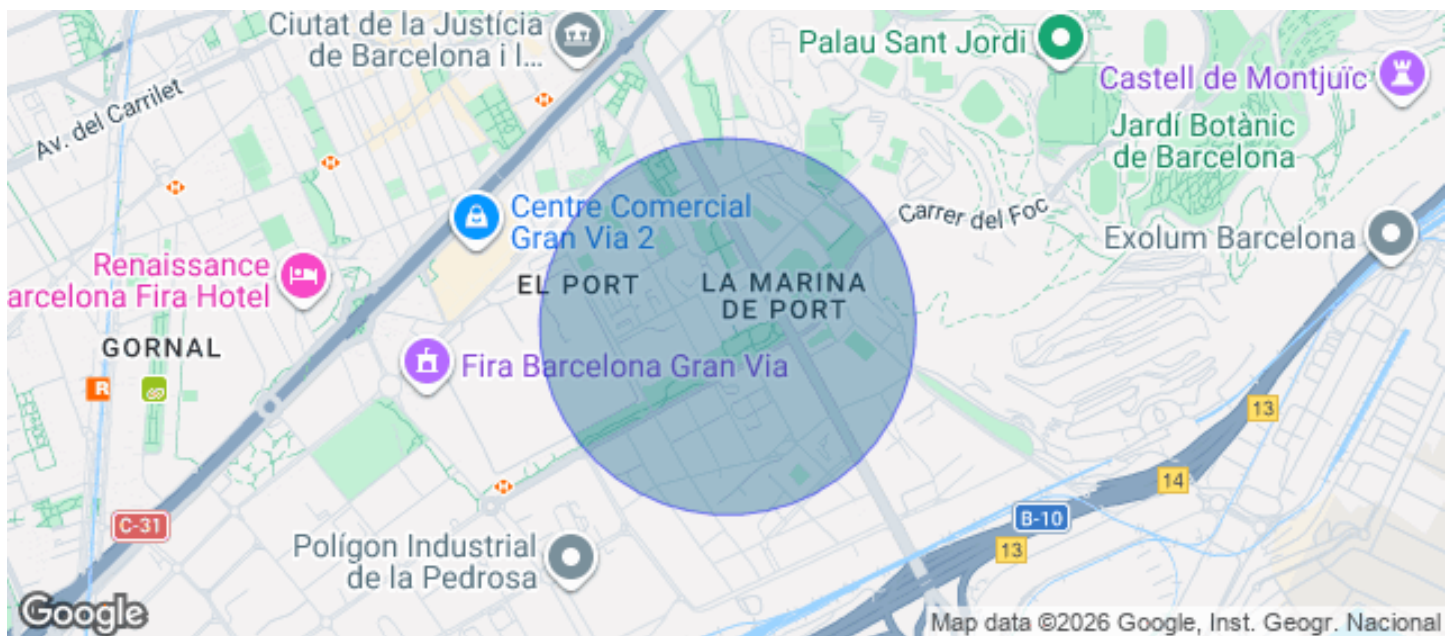 Ciutat de la Justícia
de Barcelona i l...
Palau Sant Jordi
Castell de Montjuïc
Av. del Carrilet
Jardí Botànic
de Barcelona
Centre Comercial
Gran Via 2
Carrer del Foc
Exolum Barcelona
Renaissance
arcelona Fira Hotel
EL PORT
LA MARINA
DE PORT
GORNAL
Fira Barcelona Gran Via
R
13
14
C-31
B-10
13
Polígon Industrial
de la Pedrosa
Google
Map data ©2026 Google, Inst. Geogr. Nacional